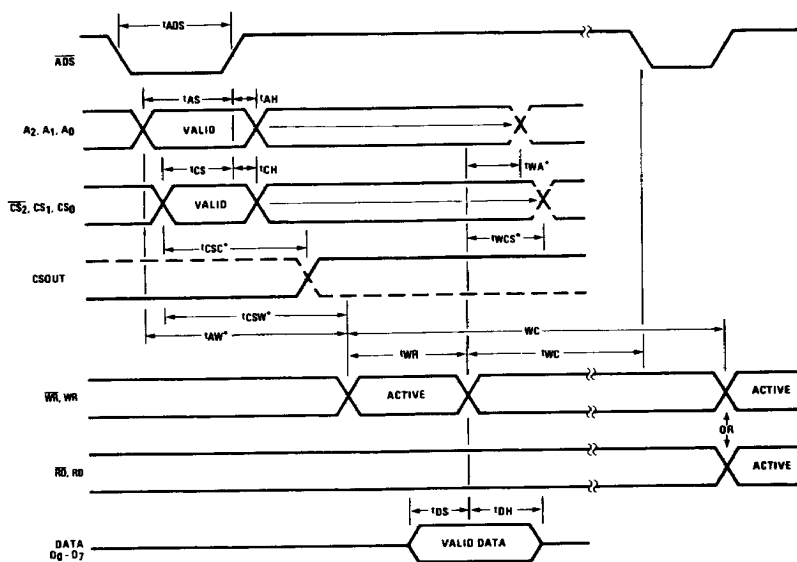 tADS
ADS
tAS tAH
A2, A1, A0 VALID
tWA*
tCS tCH
CS2, CS1, CS0 VALID
tCSC* tWCS*
CSOUT
tCSW*
tAW* WC
tWR tWC
WR, WR ACTIVE ACTIVE
OR
RD, RD ACTIVE
tDS tDH
DATA VALID DATA
D0 - D7